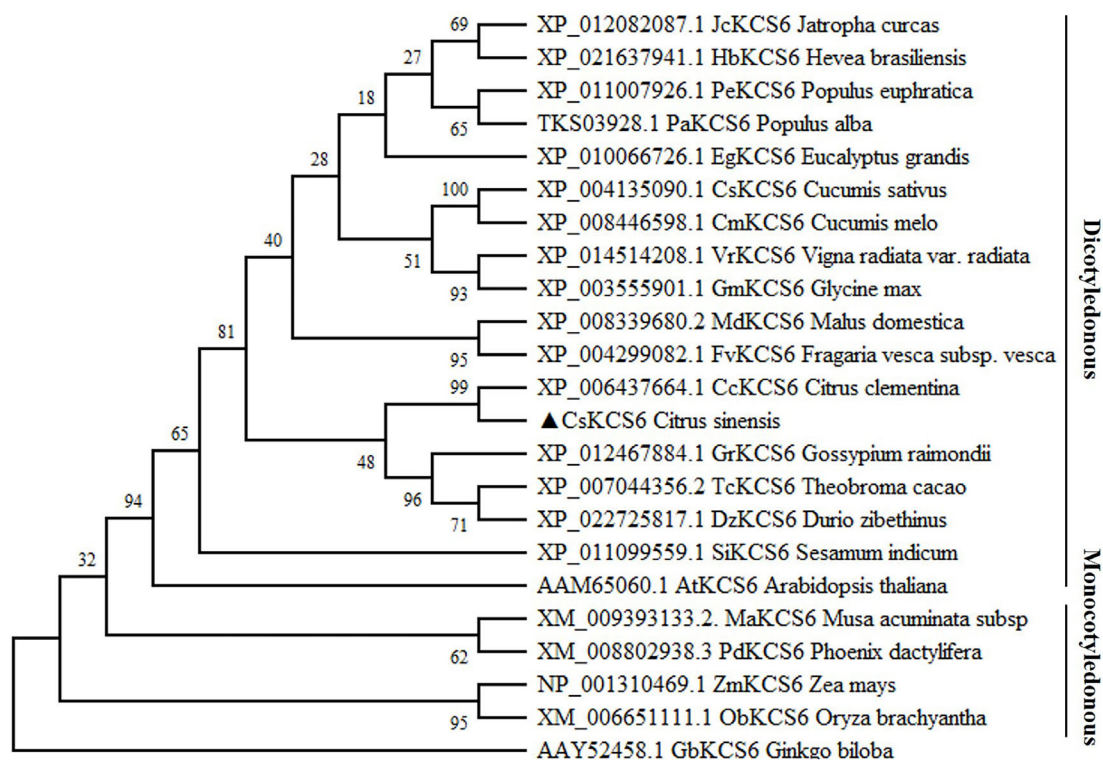 69
XP_012082087.1 JcKCS6 Jatropha curcas
27
XP_021637941.1 HbKCS6 Hevea brasiliensis
18
XP_011007926.1 PeKCS6 Populus euphratica
65
TKS03928.1 PaKCS6 Populus alba
28
XP_010066726.1 EgKCS6 Eucalyptus grandis
100
XP_004135090.1 CsKCS6 Cucumis sativus
40
XP_008446598.1 CmKCS6 Cucumis melo
51
XP_014514208.1 VrKCS6 Vigna radiata var. radiata
93
XP_003555901.1 GmKCS6 Glycine max
81
XP_008339680.2 MdKCS6 Malus domestica
95
XP_004299082.1 FvKCS6 Fragaria vesca subsp. vesca
99
XP_006437664.1 CcKCS6 Citrus clementina
65
▲CsKCS6 Citrus sinensis
48
XP_012467884.1 GrKCS6 Gossypium raimondii
96
XP_007044356.2 TcKCS6 Theobroma cacao
94
71
XP_022725817.1 DzKCS6 Durio zibethinus
32
XP_011099559.1 SiKCS6 Sesamum indicum
AAM65060.1 AtKCS6 Arabidopsis thaliana
XM_009393133.2. MaKCS6 Musa acuminata subsp
62
XM_008802938.3 PdKCS6 Phoenix dactylifera
NP_001310469.1 ZmKCS6 Zea mays
95
XM_006651111.1 ObKCS6 Oryza brachyantha
AAY52458.1 GbKCS6 Ginkgo biloba
Dicotyledonous
Monocotyledonous